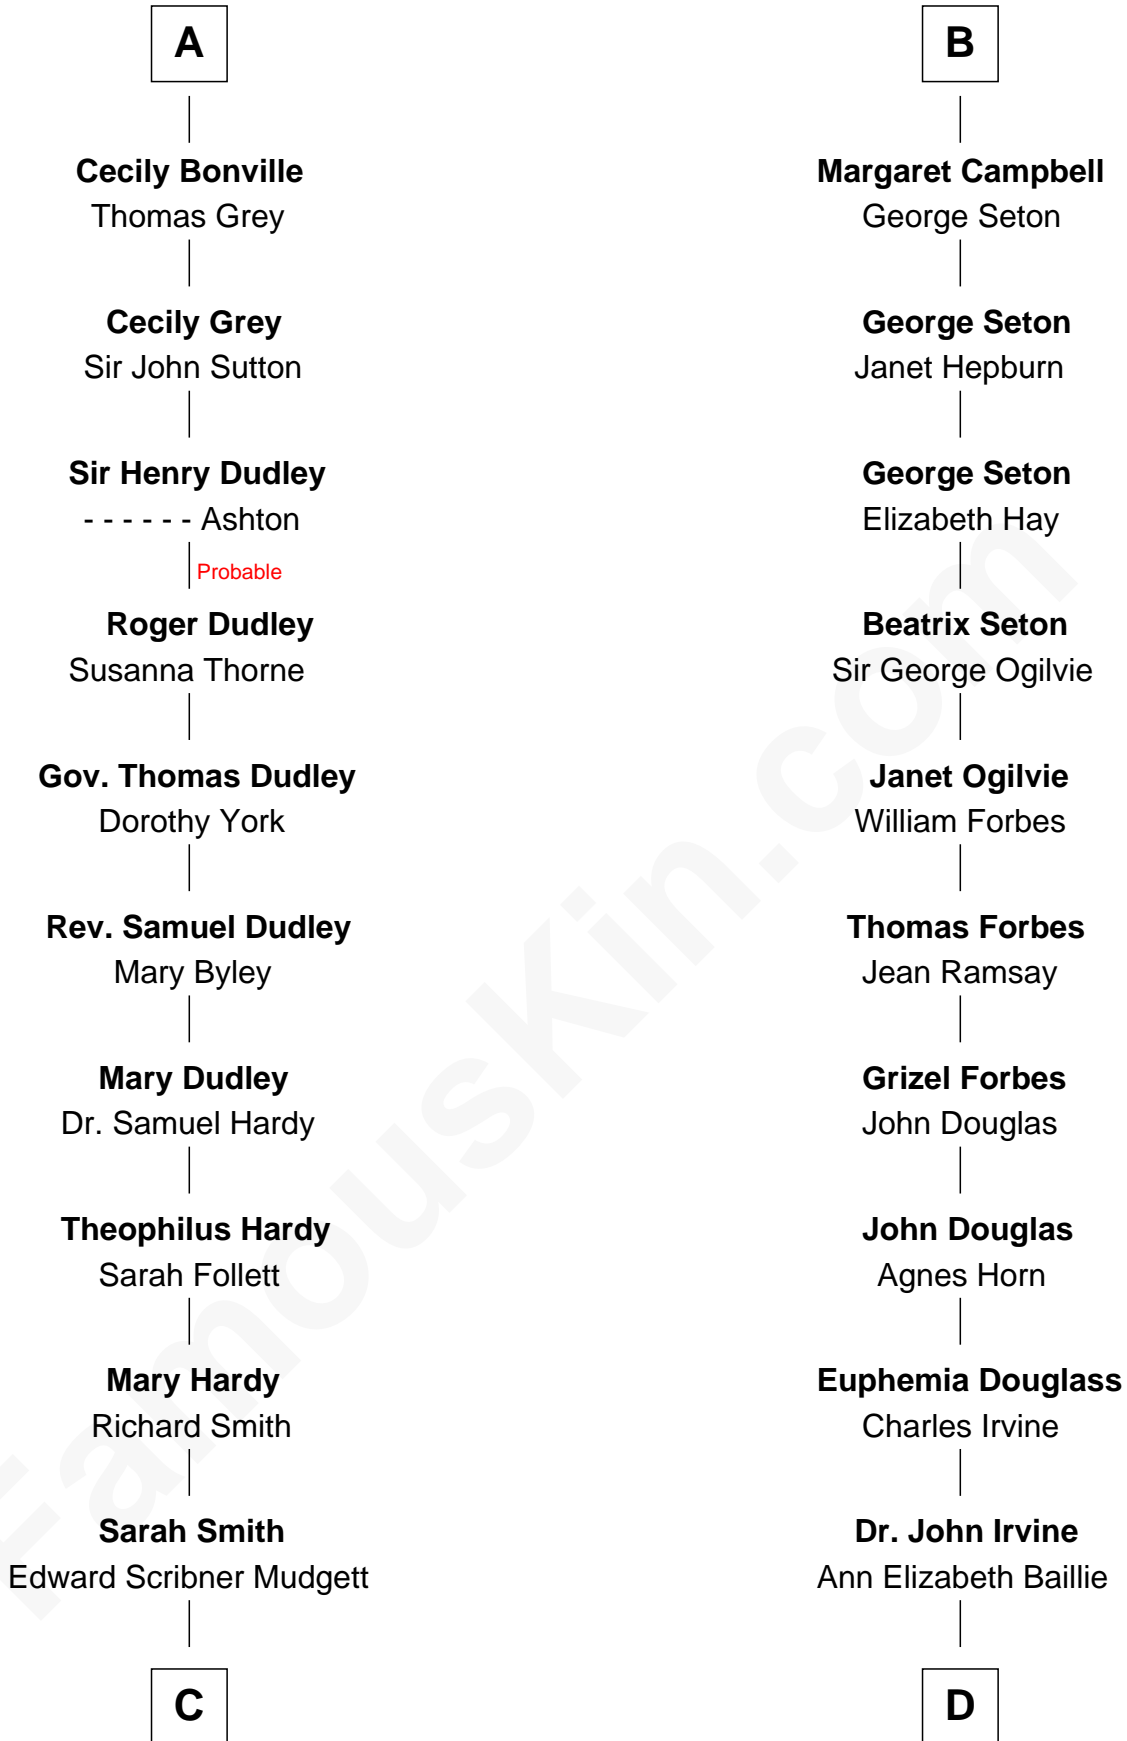 A
Cecily Bonville
Thomas Grey
Cecily Grey
Sir John Sutton
Sir Henry Dudley
- - - - - - Ashton
Probable
Roger Dudley
Susanna Thorne
Gov. Thomas Dudley
Dorothy York
Rev. Samuel Dudley
Mary Byley
Mary Dudley
Dr. Samuel Hardy
Theophilus Hardy
Sarah Follett
Mary Hardy
Richard Smith
Sarah Smith
Edward Scribner Mudgett
C
B
Margaret Campbell
George Seton
George Seton
Janet Hepburn
George Seton
Elizabeth Hay
Beatrix Seton
Sir George Ogilvie
Janet Ogilvie
William Forbes
Thomas Forbes
Jean Ramsay
Grizel Forbes
John Douglas
John Douglas
Agnes Horn
Euphemia Douglass
Charles Irvine
Dr. John Irvine
Ann Elizabeth Baillie
D
FamousKin.com